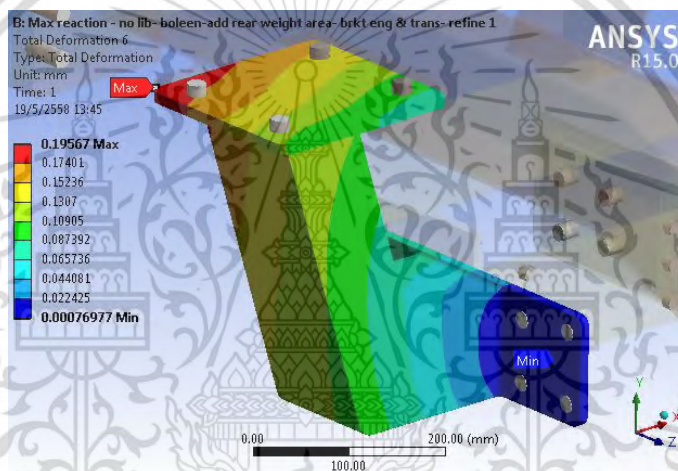 B: Max reaction - no lib- boleen-add rear weight area- brkt eng & trans- refine 1
Total Deformation 6
Type: Total Deformation
Unit: mm
Time: 1
19/5/2558 13:45
ANSYS
R15.0
Max
0.19567 Max
0.17401
0.15236
0.1307
0.10905
0.087392
0.065736
0.044081
0.022425
0.00076977 Min
Min
0.00
200.00 (mm)
100.00
Y
X
Z